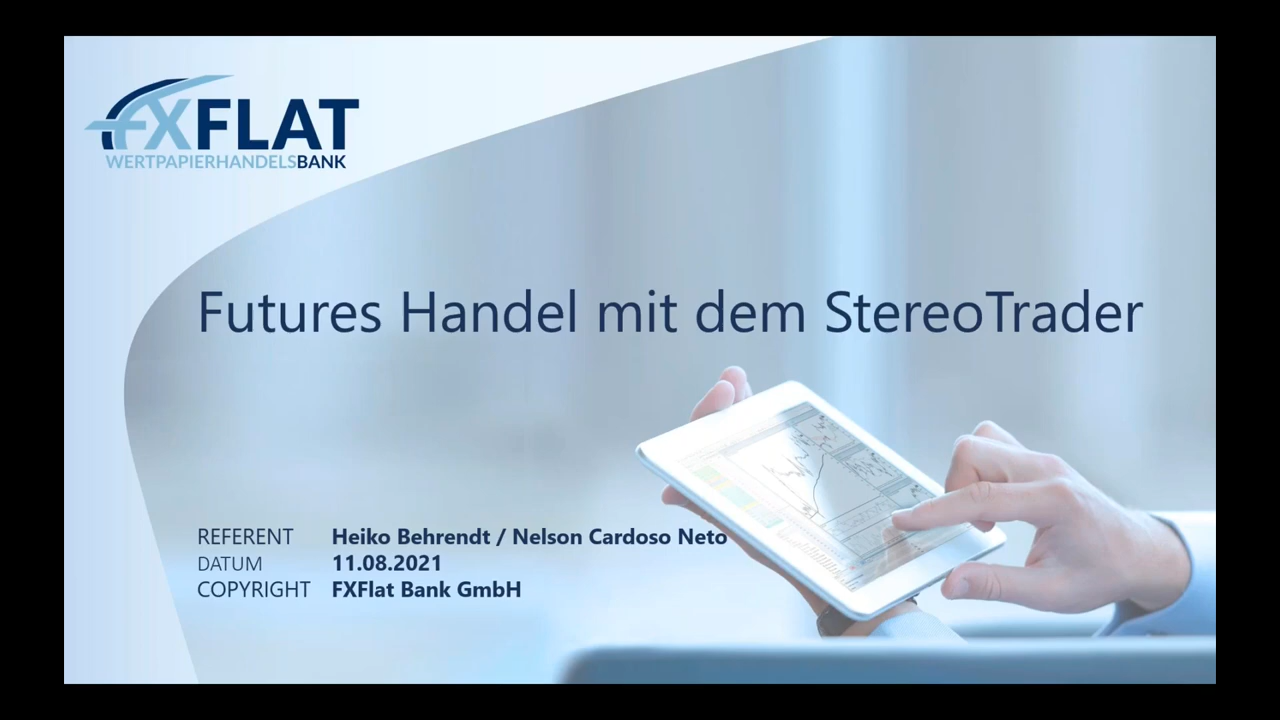 FXFLAT
WERTPAPIERHANDELSBANK
Futures Handel mit dem StereoTrader
REFERENT Heiko Behrendt / Nelson Cardoso Neto
DATUM 11.08.2021
COPYRIGHT FXFlat Bank GmbH